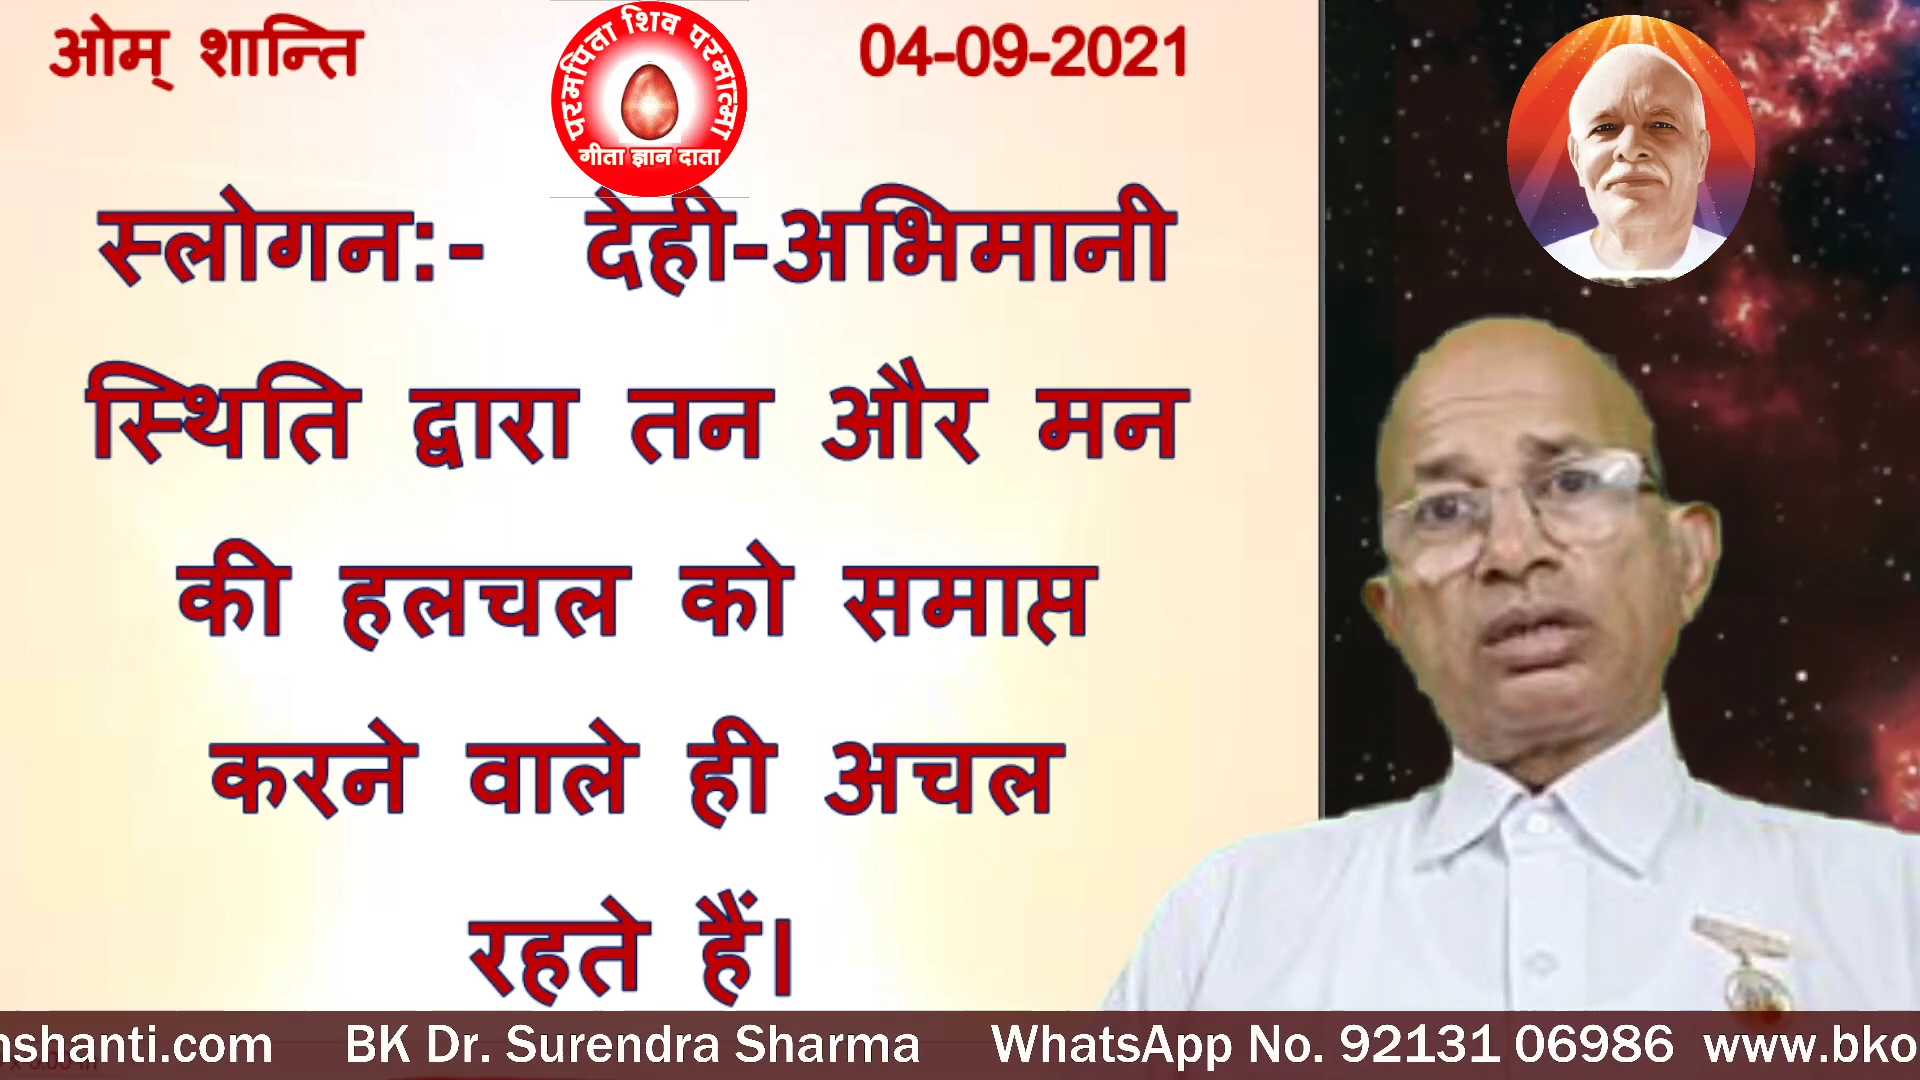 ओम् शान्ति
परमपिता शिव परमात्मा
गीता ज्ञान दाता
04-09-2021
स्लोगन:- देही-अभिमानी
स्थिति द्वारा तन और मन
की हलचल को समाप्त
करने वाले ही अचल
रहते हैं।
nshanti.com BK Dr. Surendra Sharma WhatsApp No. 92131 06986 www.bko